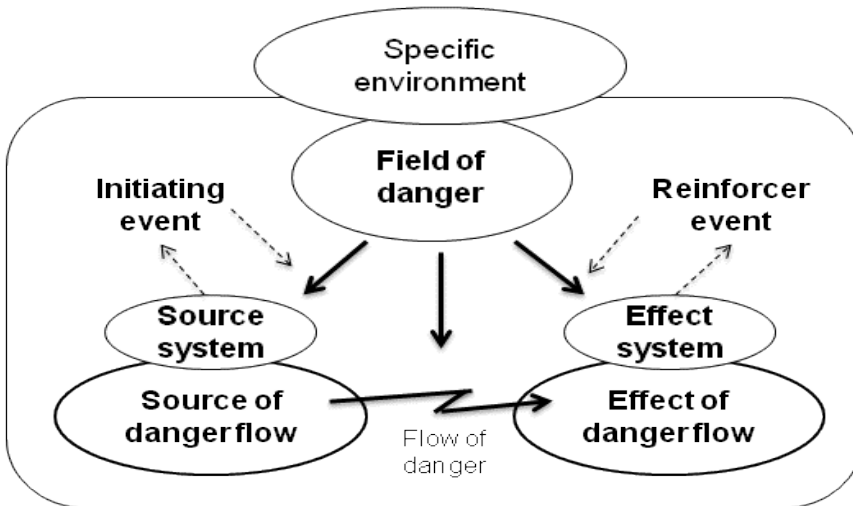 Specific
environment
Field of
danger
Initiating
event
Reinforcer
event
Source
system
Effect
system
Source of
danger flow
Effect of
danger flow
Flow of
danger